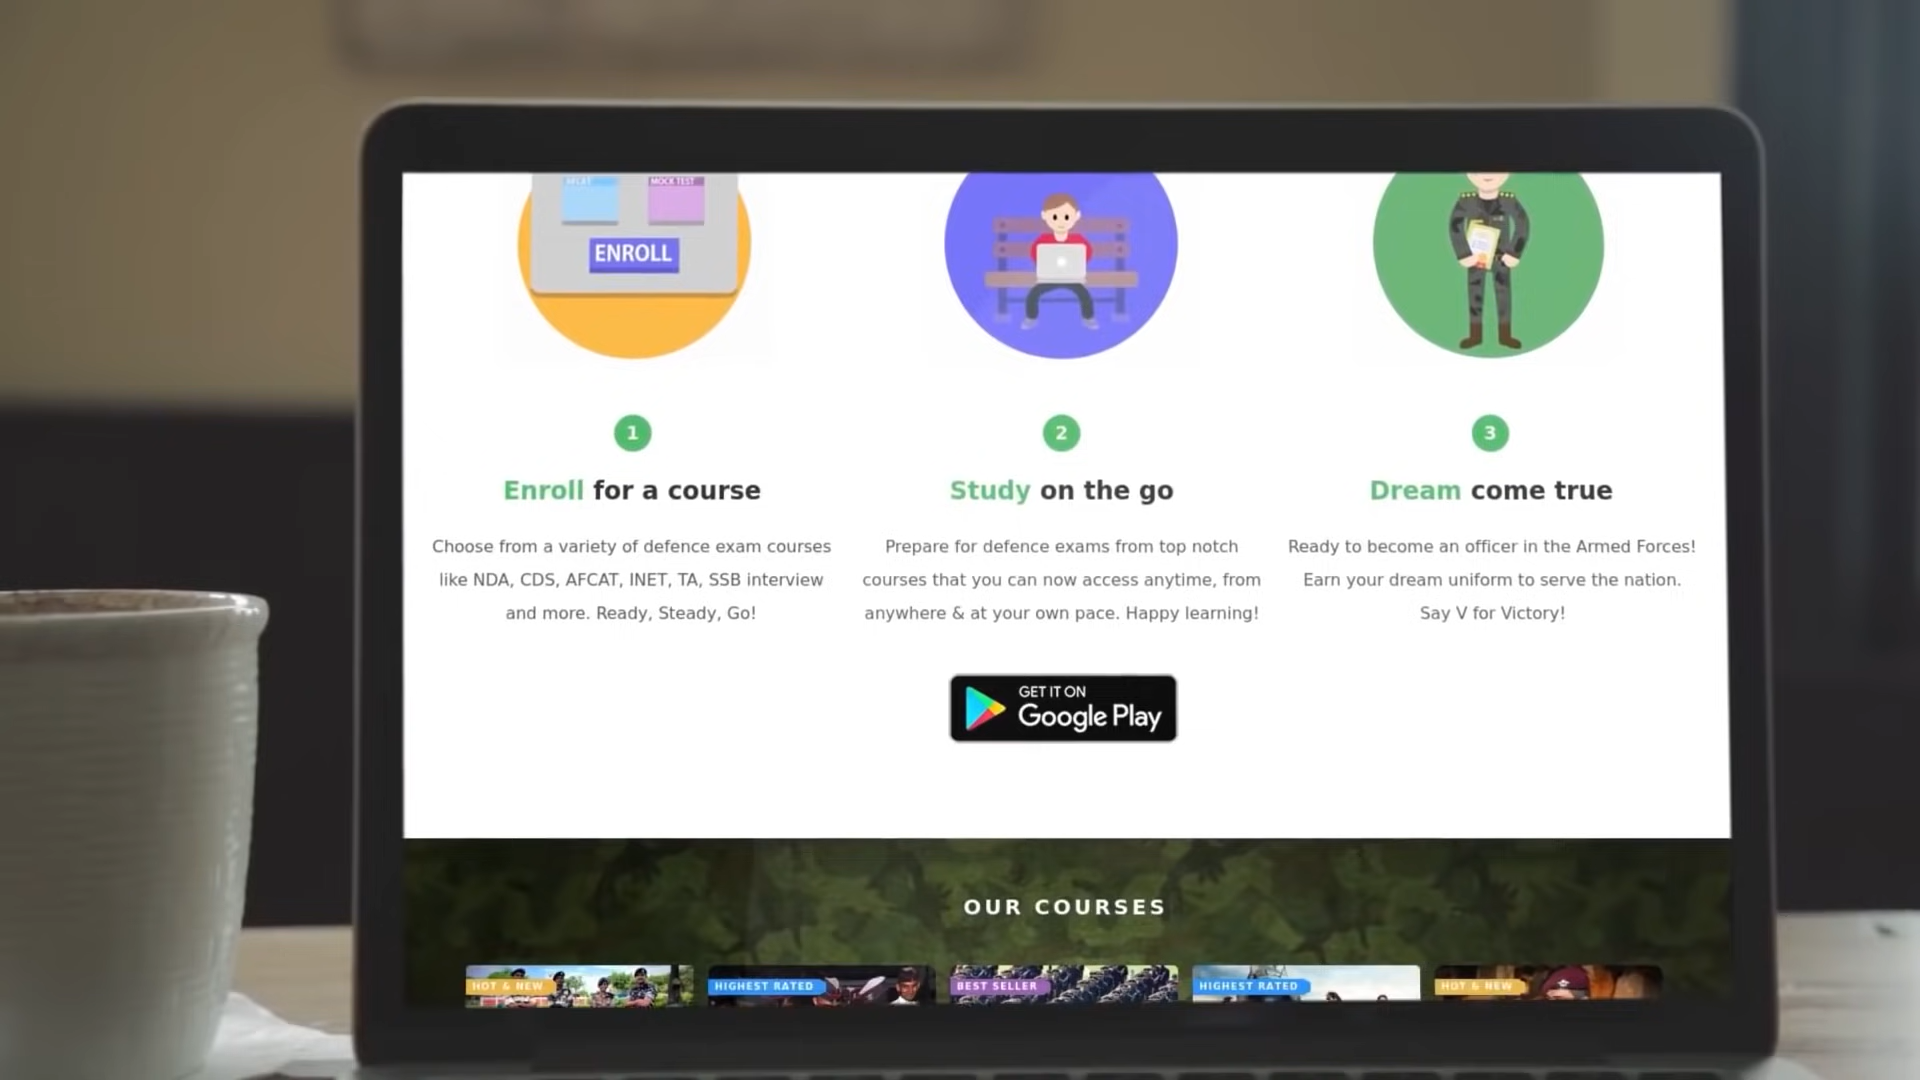 AFCAT
MOCK TEST
ENROLL
1
2
3
Enroll for a course
Study on the go
Dream come true
Choose from a variety of defence exam courses
like NDA, CDS, AFCAT, INET, TA, SSB interview
and more. Ready, Steady, Go!
Prepare for defence exams from top notch
courses that you can now access anytime, from
anywhere & at your own pace. Happy learning!
Ready to become an officer in the Armed Forces!
Earn your dream uniform to serve the nation.
Say V for Victory!
GET IT ON
Google Play
OUR COURSES
HOT & NEW
HIGHEST RATED
BEST SELLER
HIGHEST RATED
HOT & NEW